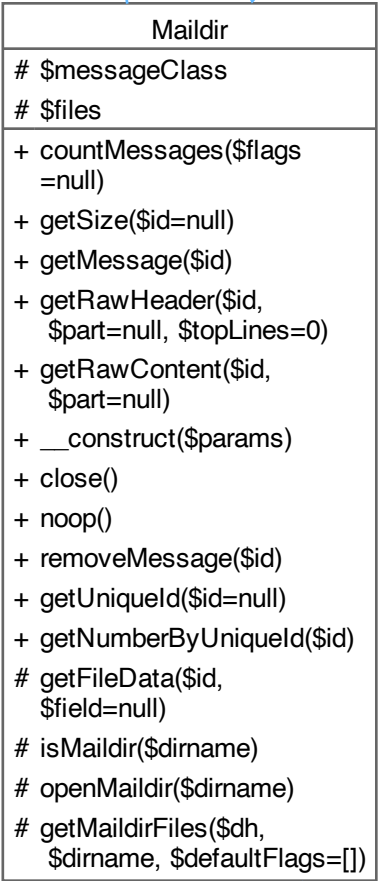 Maildir
# $messageClass
# $files
+ countMessages($flags
=null)
+ getSize($id=null)
+ getMessage($id)
+ getRawHeader($id,
$part=null, $topLines=0)
+ getRawContent($id,
$part=null)
+ __construct($params)
+ close()
+ noop()
+ removeMessage($id)
+ getUniqueId($id=null)
+ getNumberByUniqueId($id)
# getFileData($id,
$field=null)
# isMaildir($dirname)
# openMaildir($dirname)
# getMaildirFiles($dh,
$dirname, $defaultFlags=[])